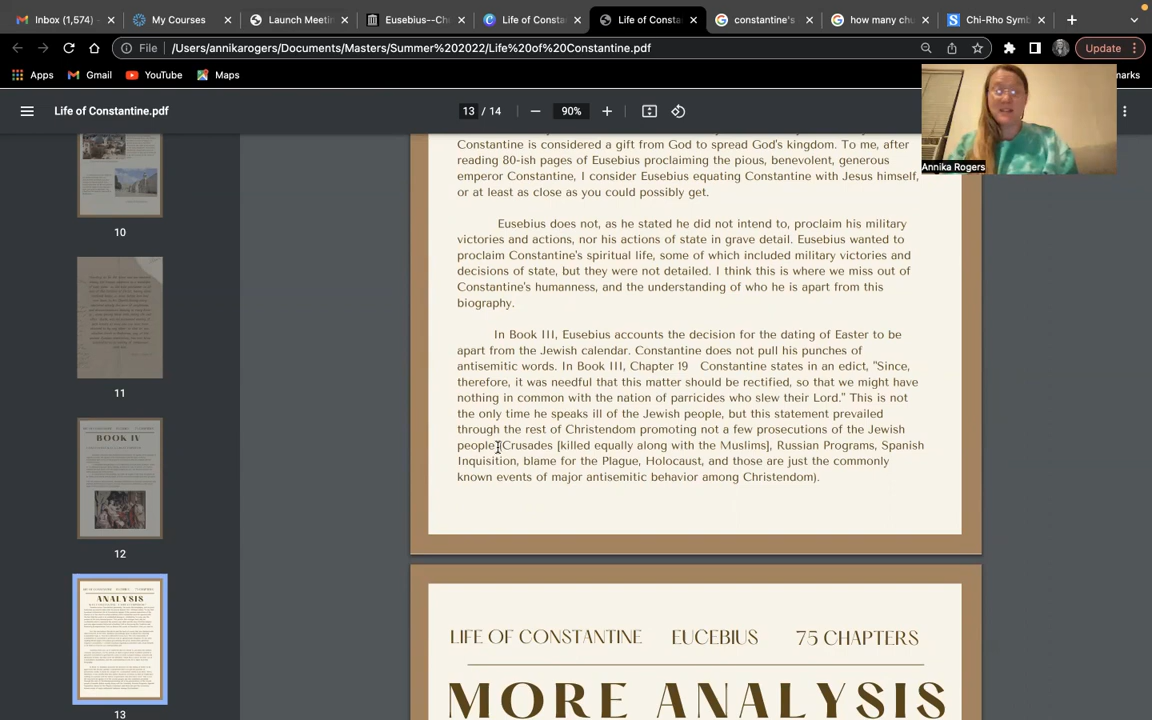 Inbox (1,574)
My Courses
Launch Meeti
Eusebius--Che
Life of Consta
Life of Consta
constantine's
how many chu
Chi-Rho Symb
File
/Users/annikarogers/Documents/Masters/Summer%202022/Life%20of%20Constantine.pdf
Update
Apps
Gmail
YouTube
Maps
marks
Life of Constantine.pdf
13 / 14
90%
Annika Rogers
Constantine is considered a gift from God to spread God's kingdom. To me, after
reading 80-ish pages of Eusebius proclaiming the pious, benevolent, generous
emperor Constantine, I consider Eusebius equating Constantine with Jesus himself,
or at least as close as you could possibly get.
Eusebius does not, as he stated he did not intend to, proclaim his military
victories and actions, nor his actions of state in grave detail. Eusebius wanted to
proclaim Constantine's spiritual life, some of which included military victories and
decisions of state, but they were not detailed. I think this is where we miss out of
Constantine's humanness, and the understanding of who he is apart from this
biography.
In Book III, Eusebius accounts the decision for the dating of Easter to be
apart from the Jewish calendar. Constantine does not pull his punches of
antisemitic words. In Book III, Chapter 19 Constantine states in an edict, "Since,
therefore, it was needful that this matter should be rectified, so that we might have
nothing in common with the nation of parricides who slew their Lord." This is not
the only time he speaks ill of the Jewish people, but this statement prevailed
through the rest of Christendom promoting not a few prosecutions of the Jewish
people Crusades [killed equally along with the Muslims], Russian Programs, Spanish
Inquisition, blame for the Plague, Holocaust, and those are just the commonly
known events of major antisemitic behavior among Christendom).
LIFE OF CONSTANTINE EUCEBIUS 75 CHAPTERS
MORE ANALYSIS
10
11
BOOK IV
12
ANALYSIS
13